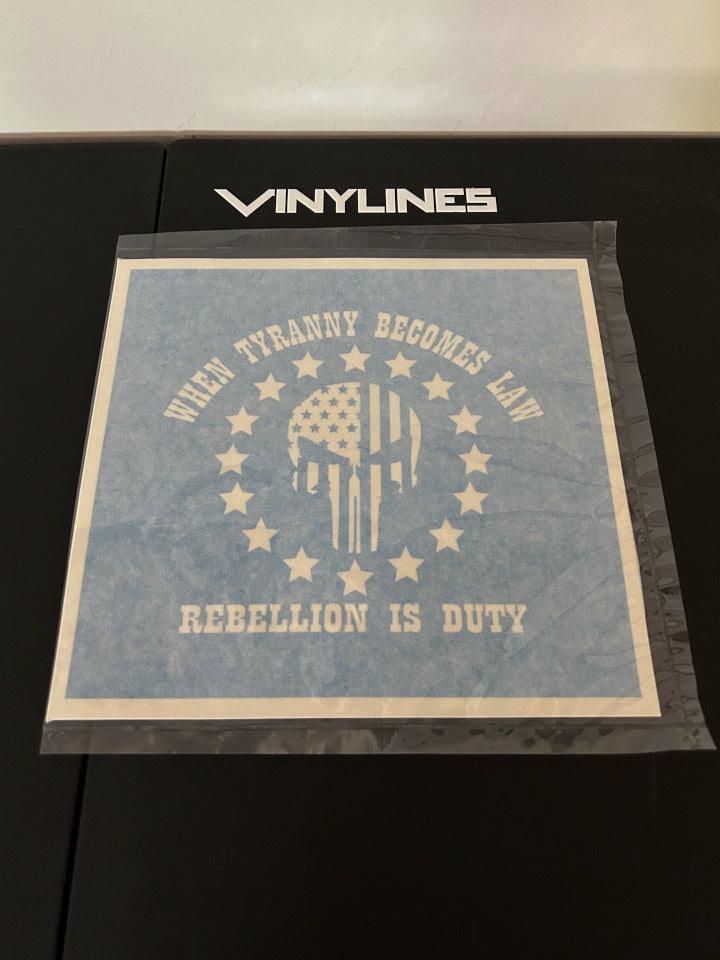 VINYLINES
WHEN TYRANNY BECOMES LAW
REBELLION IS DUTY